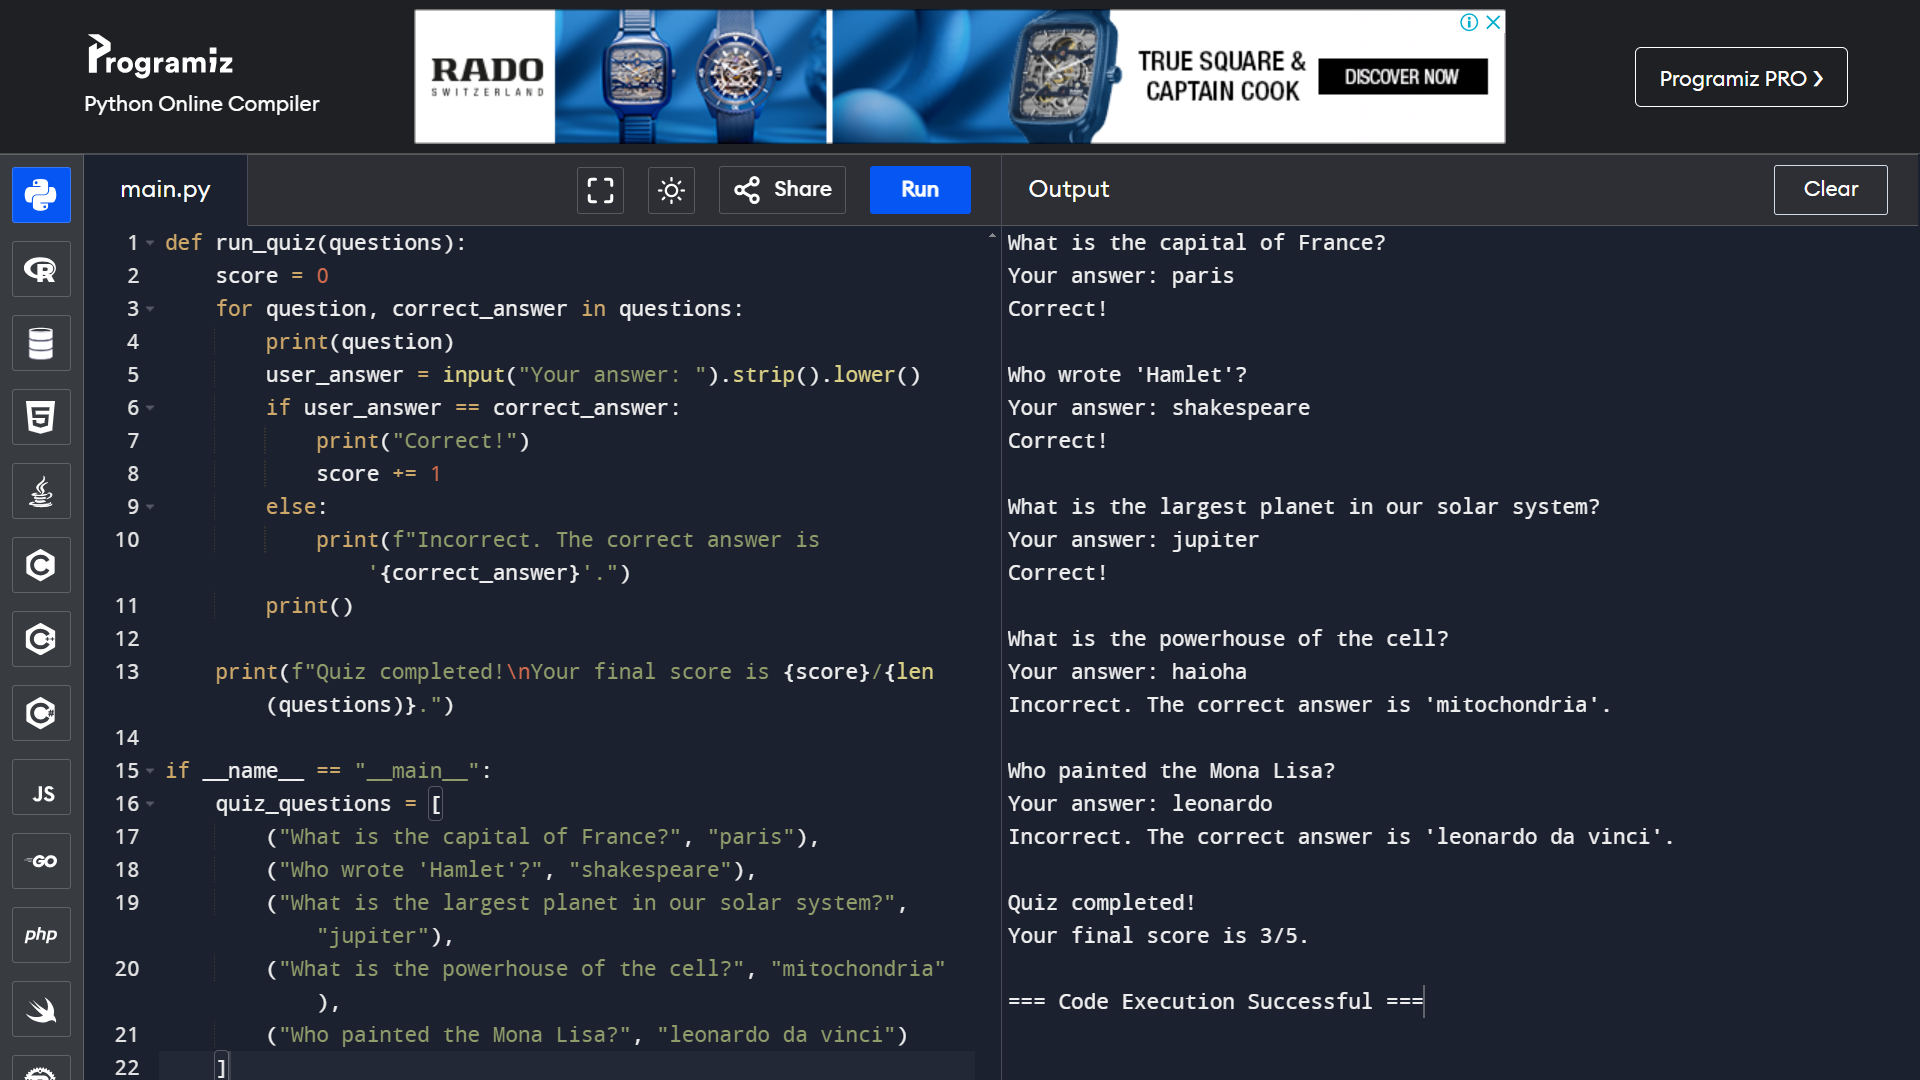 Programiz
Python Online Compiler
RADO
SWITZERLAND
TRUE SQUARE &
CAPTAIN COOK
DISCOVER NOW
Programiz PRO ❯
main.py
Share
Run
Output
Clear
1 def run_quiz(questions):
2     score = 0
3     for question, correct_answer in questions:
4         print(question)
5         user_answer = input("Your answer: ").strip().lower()
6         if user_answer == correct_answer:
7             print("Correct!")
8             score += 1
9         else:
10             print(f"Incorrect. The correct answer is
'{correct_answer}'.")
11         print()
12
13     print(f"Quiz completed!\nYour final score is {score}/{len
(questions)}.")
14
15 if __name__ == "__main__":
16     quiz_questions = [
17         ("What is the capital of France?", "paris"),
18         ("Who wrote 'Hamlet'?", "shakespeare"),
19         ("What is the largest planet in our solar system?",
"jupiter"),
20         ("What is the powerhouse of the cell?", "mitochondria"
),
21         ("Who painted the Mona Lisa?", "leonardo da vinci")
22     ]
What is the capital of France?
Your answer: paris
Correct!

Who wrote 'Hamlet'?
Your answer: shakespeare
Correct!

What is the largest planet in our solar system?
Your answer: jupiter
Correct!

What is the powerhouse of the cell?
Your answer: haioha
Incorrect. The correct answer is 'mitochondria'.

Who painted the Mona Lisa?
Your answer: leonardo
Incorrect. The correct answer is 'leonardo da vinci'.

Quiz completed!
Your final score is 3/5.

=== Code Execution Successful ===
R
5
C
C++
C#
JS
GO
php